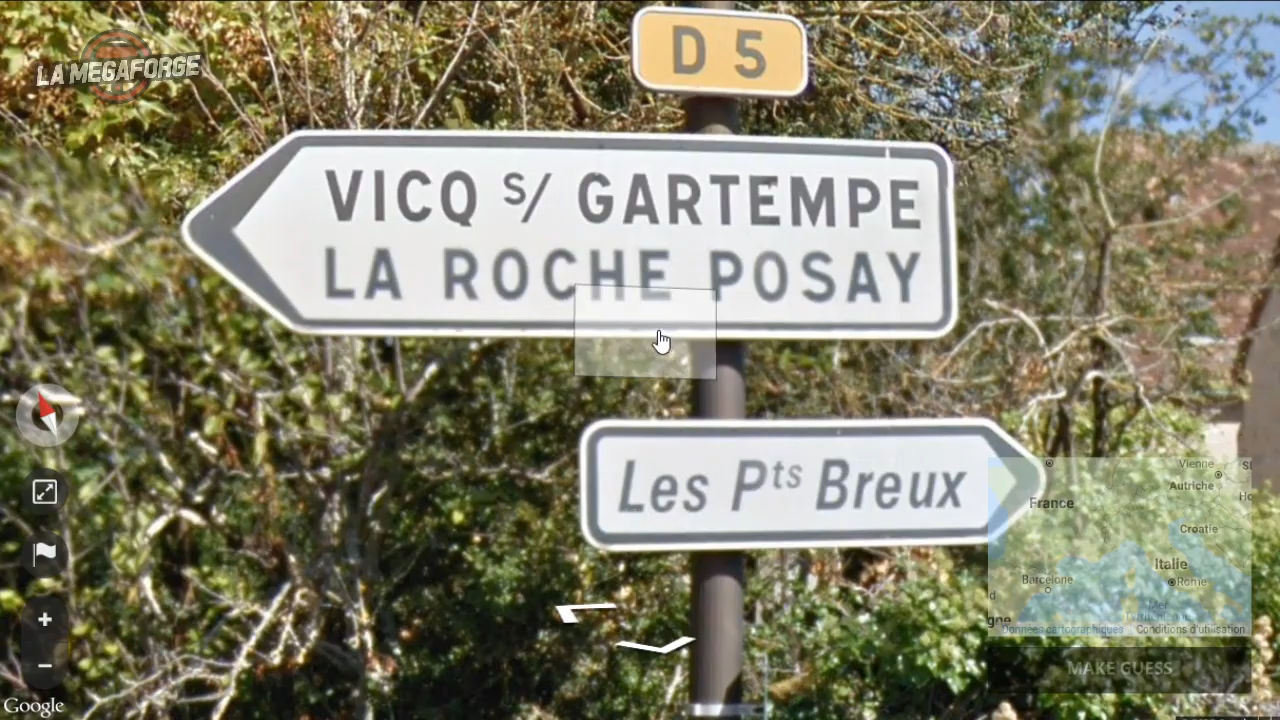 LA MEGAFORGE
D 5
VICQ S/ GARTEMPE
LA ROCHE POSAY
Les Pts Breux
Vienne
Autriche
France
Croatie
Italie
Barcelone
Rome
Mer
Données cartographiques
Conditions d'utilisation
MAKE GUESS
Google